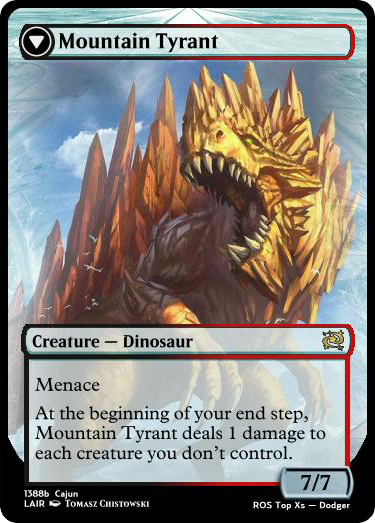 Mountain Tyrant
Creature — Dinosaur
Menace
At the beginning of your end step,
Mountain Tyrant deals 1 damage to
each creature you don't control.
7/7
1388b Cajun
LAIR Tomasz Chistowski
ROS Top Xs — Dodger